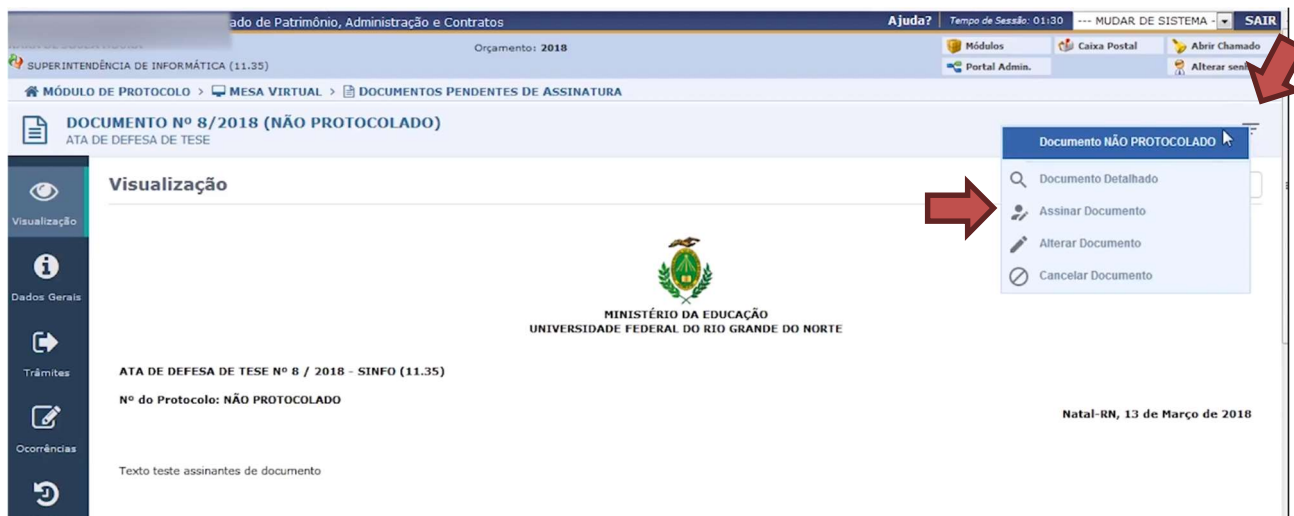 ado de Patrimônio, Administração e Contratos
Ajuda?
Tempo de Sessão: 01:30
--- MUDAR DE SISTEMA -
SAIR
Orçamento: 2018
Módulos
Caixa Postal
Abrir Chamado
SUPERINTENDÊNCIA DE INFORMÁTICA (11.35)
Portal Admin.
Alterar senh
MÓDULO DE PROTOCOLO > MESA VIRTUAL > DOCUMENTOS PENDENTES DE ASSINATURA
DOCUMENTO Nº 8/2018 (NÃO PROTOCOLADO)
ATA DE DEFESA DE TESE
Documento NÃO PROTOCOLADO
Documento Detalhado
Assinar Documento
Alterar Documento
Cancelar Documento
Visualização
Dados Gerais
Trâmites
Ocorrências
Visualização
MINISTÉRIO DA EDUCAÇÃO
UNIVERSIDADE FEDERAL DO RIO GRANDE DO NORTE
ATA DE DEFESA DE TESE Nº 8 / 2018 - SINFO (11.35)
Nº do Protocolo: NÃO PROTOCOLADO
Natal-RN, 13 de Março de 2018
Texto teste assinantes de documento